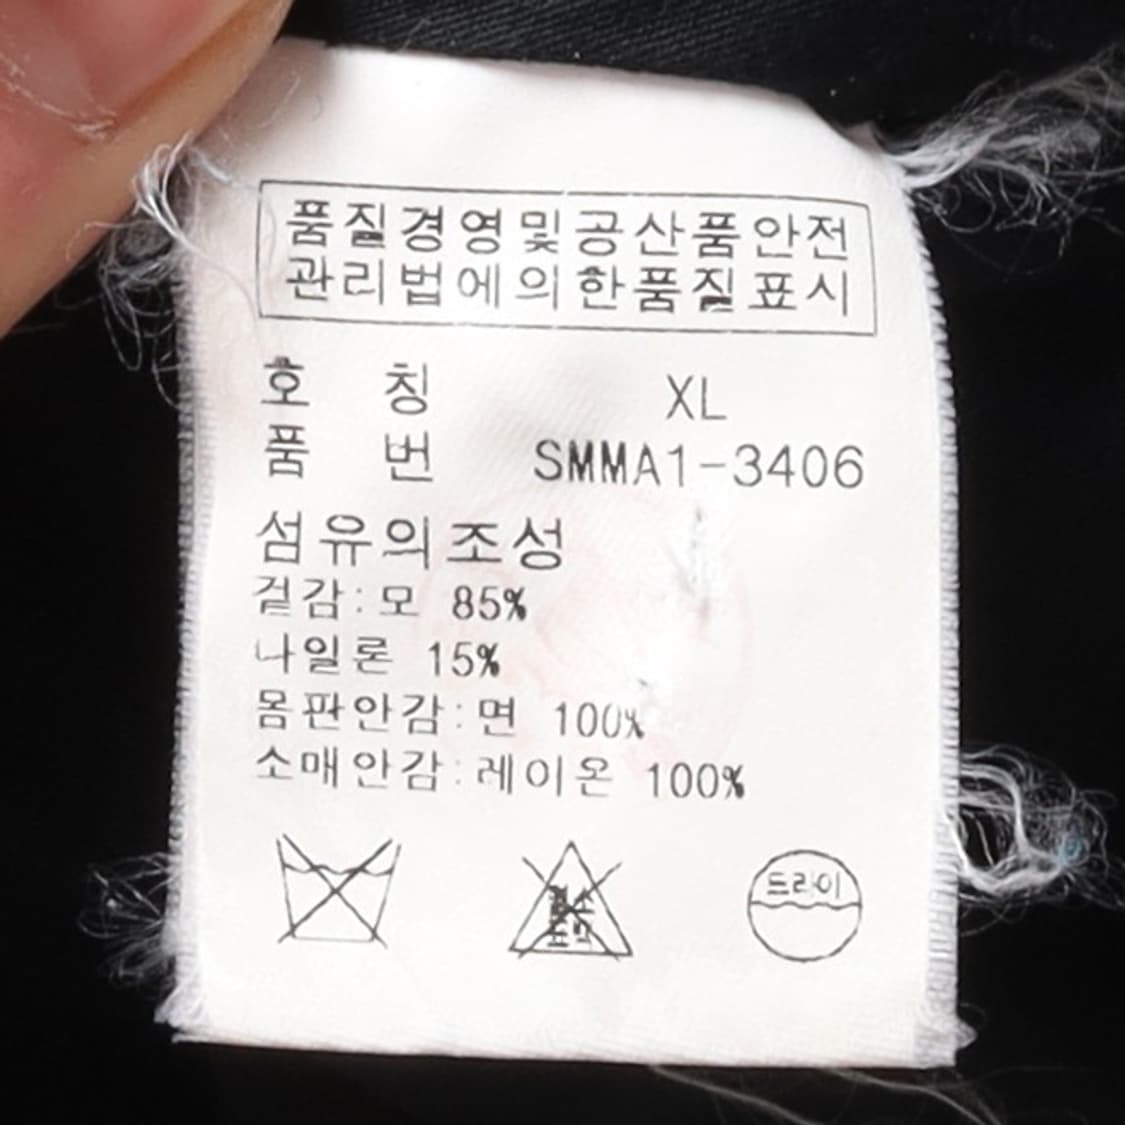 품질경영및공산품안전
관리법에의한품질표시
호 칭 XL
품 번 SMMA1-3406
섬유의조성
겉감:모 85%
나일론 15%
몸판안감:면 100%
소매안감:레이온 100%
드라이